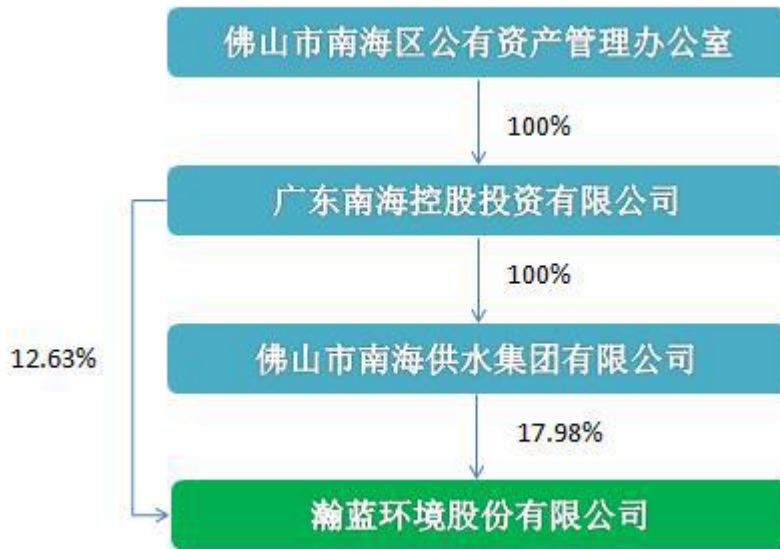 佛山市南海区公有资产管理办公室
100%
广东南海控股投资有限公司
100%
佛山市南海供水集团有限公司
12.63%
17.98%
瀚蓝环境股份有限公司